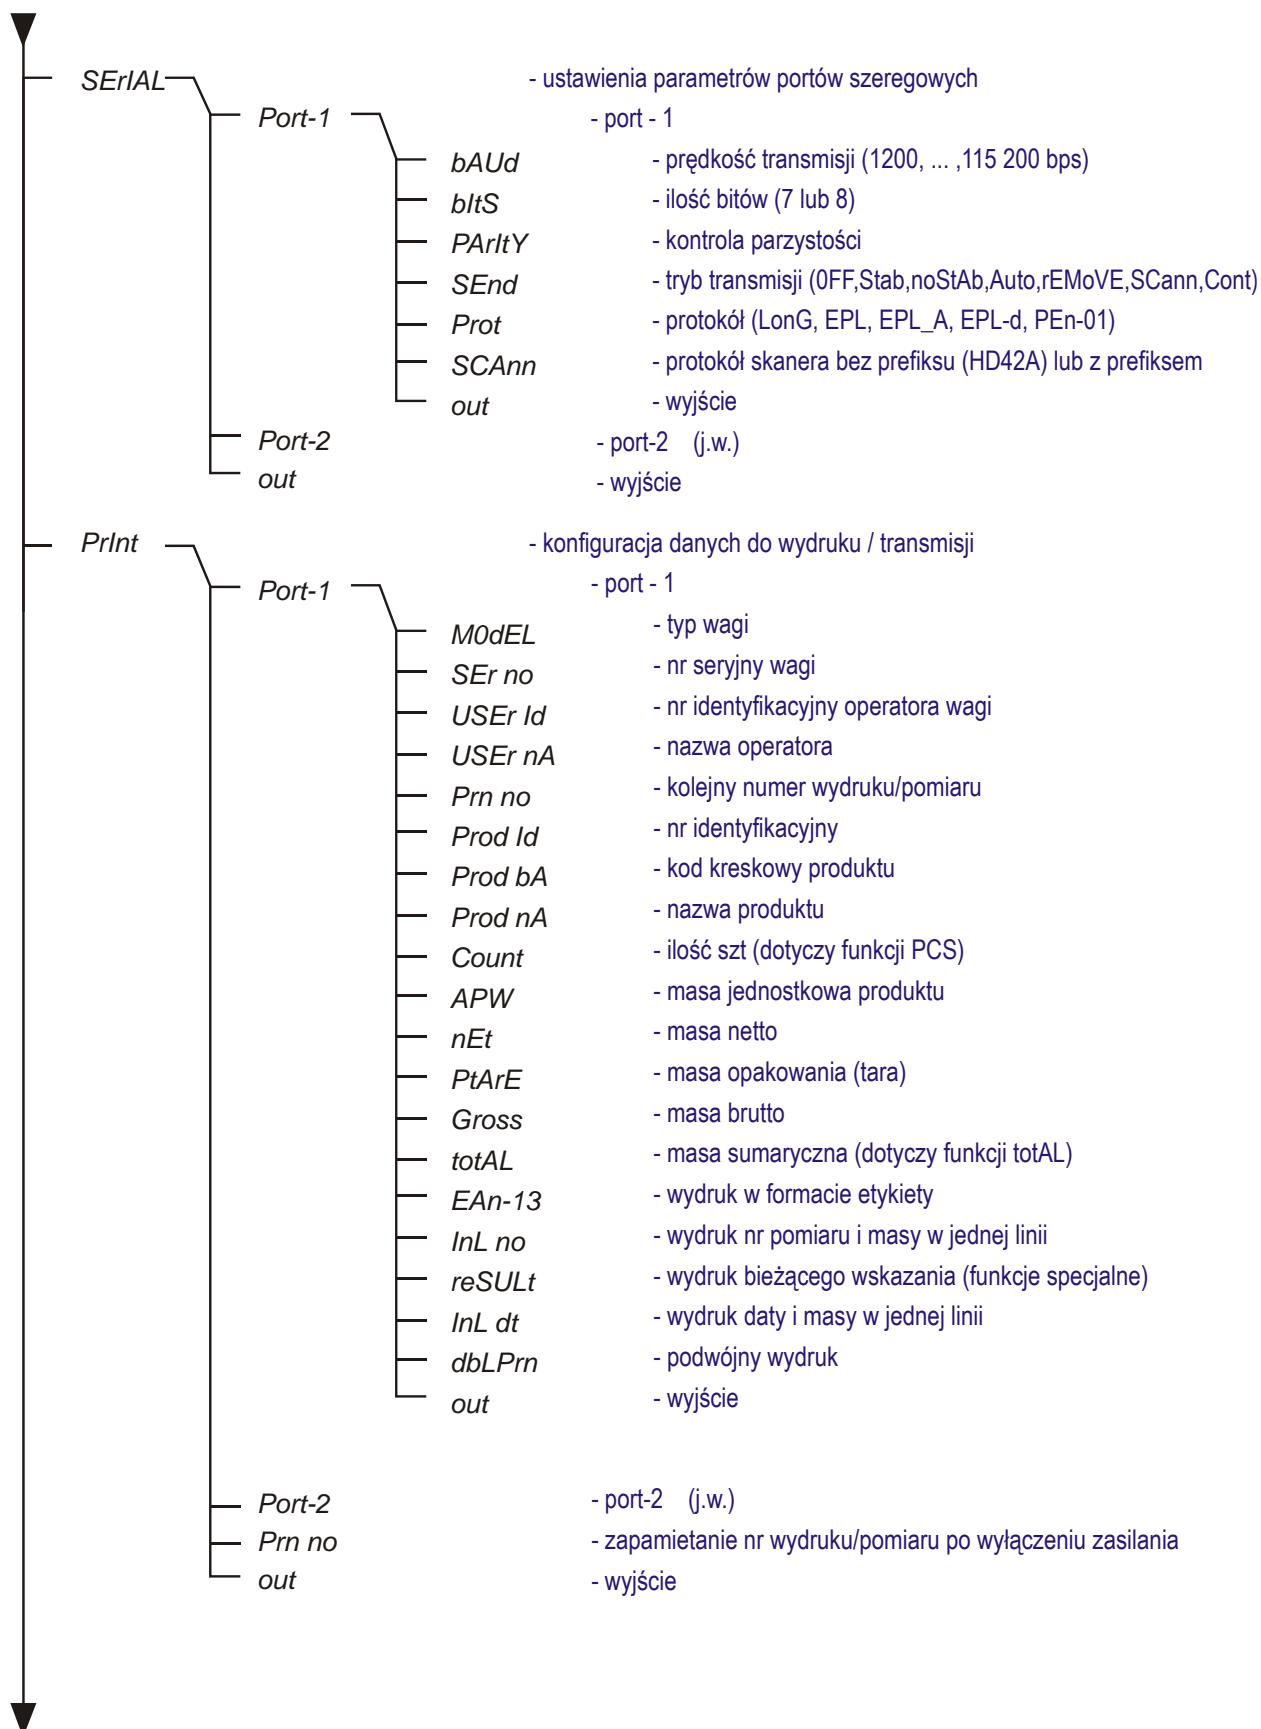 SErIAL - ustawienia parametrów portów szeregowych
Port-1 - port - 1
bAUd - prędkość transmisji (1200, ... ,115 200 bps)
bItS - ilość bitów (7 lub 8)
PArItY - kontrola parzystości
SEnd - tryb transmisji (0FF,Stab,noStAb,Auto,rEMoVE,SCann,Cont)
Prot - protokół (LonG, EPL, EPL_A, EPL-d, PEn-01)
SCAnn - protokół skanera bez prefiksu (HD42A) lub z prefiksem
out - wyjście
Port-2 - port-2 (j.w.)
out - wyjście
PrInt - konfiguracja danych do wydruku / transmisji
Port-1 - port - 1
M0dEL - typ wagi
SEr no - nr seryjny wagi
USEr Id - nr identyfikacyjny operatora wagi
USEr nA - nazwa operatora
Prn no - kolejny numer wydruku/pomiaru
Prod Id - nr identyfikacyjny
Prod bA - kod kreskowy produktu
Prod nA - nazwa produktu
Count - ilość szt (dotyczy funkcji PCS)
APW - masa jednostkowa produktu
nEt - masa netto
PtArE - masa opakowania (tara)
Gross - masa brutto
totAL - masa sumaryczna (dotyczy funkcji totAL)
EAn-13 - wydruk w formacie etykiety
InL no - wydruk nr pomiaru i masy w jednej linii
reSULt - wydruk bieżącego wskazania (funkcje specjalne)
InL dt - wydruk daty i masy w jednej linii
dbLPrn - podwójny wydruk
out - wyjście
Port-2 - port-2 (j.w.)
Prn no - zapamietanie nr wydruku/pomiaru po wyłączeniu zasilania
out - wyjście